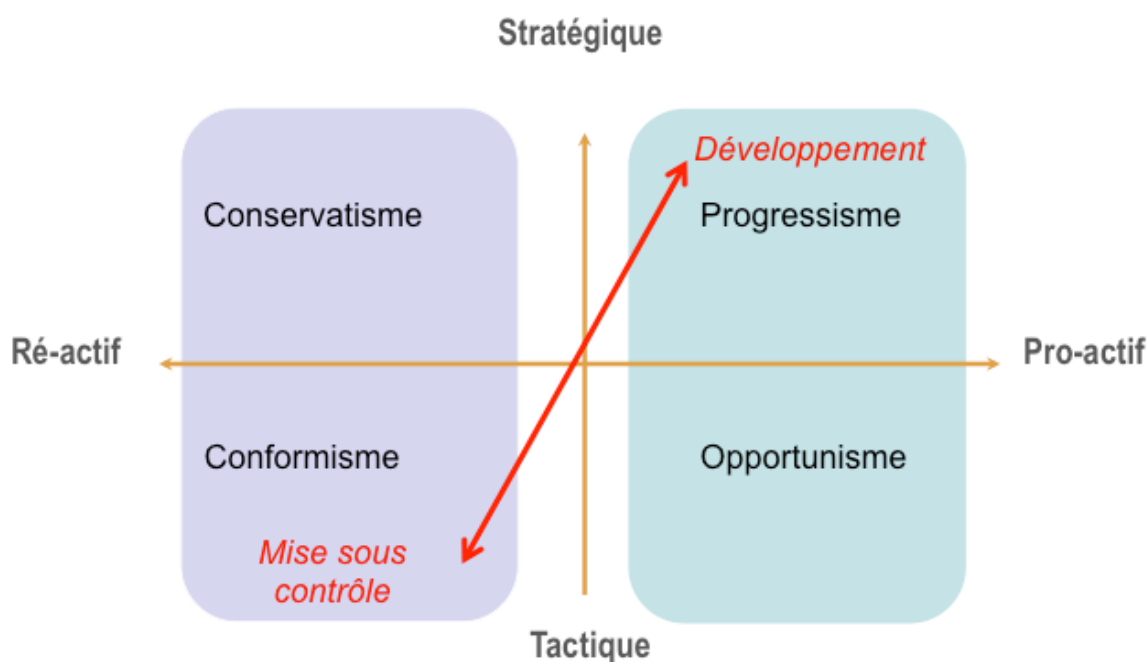 Stratégique
Développement
Conservatisme
Progressisme
Ré-actif
Pro-actif
Conformisme
Opportunisme
Mise sous
contrôle
Tactique